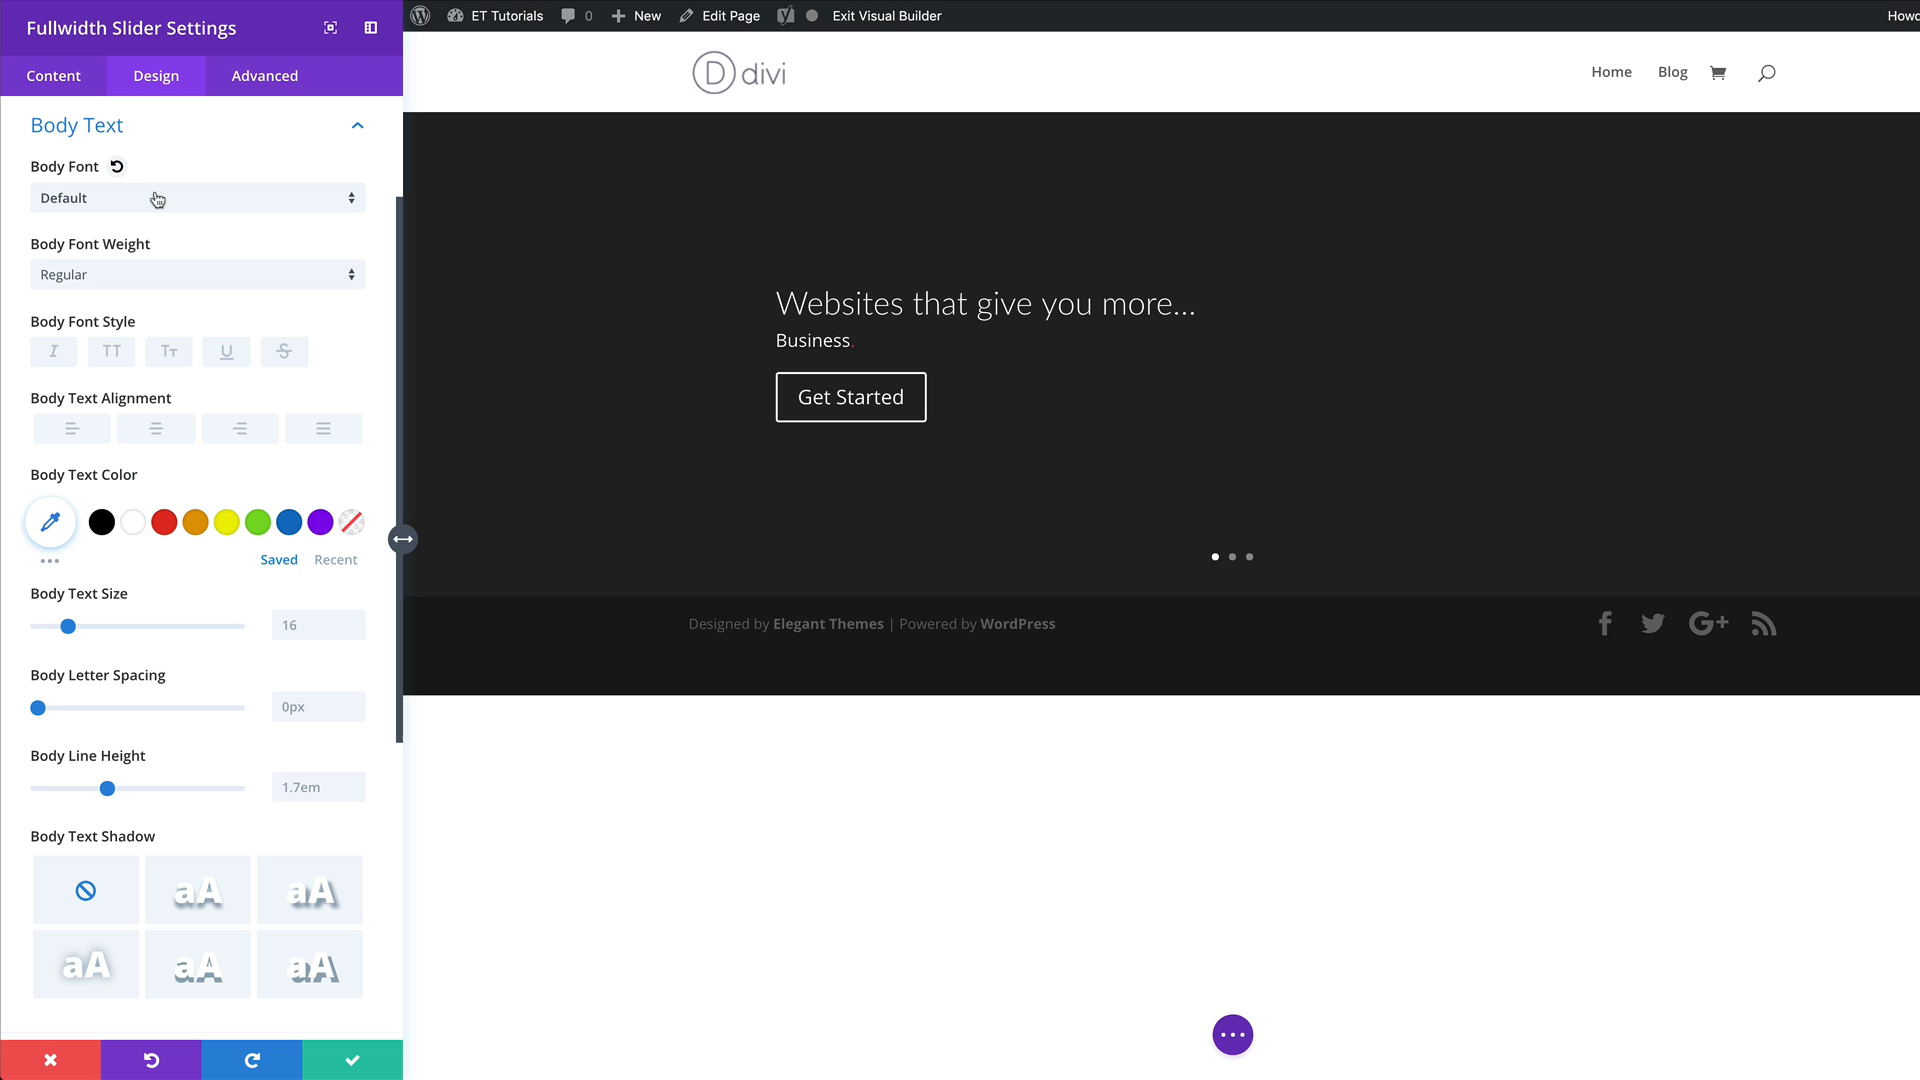 Fullwidth Slider Settings
ET Tutorials
0
New
Edit Page
Exit Visual Builder
Howd
Content
Design
Advanced
D divi
Home
Blog
Body Text
Body Font
Default
Body Font Weight
Regular
Body Font Style
I
TT
Tт
U
S
Body Text Alignment
Body Text Color
Saved
Recent
Body Text Size
16
Body Letter Spacing
0px
Body Line Height
1.7em
Body Text Shadow
aA
aA
aA
aA
aA
Websites that give you more...
Business.
Get Started
Designed by Elegant Themes | Powered by WordPress
G+